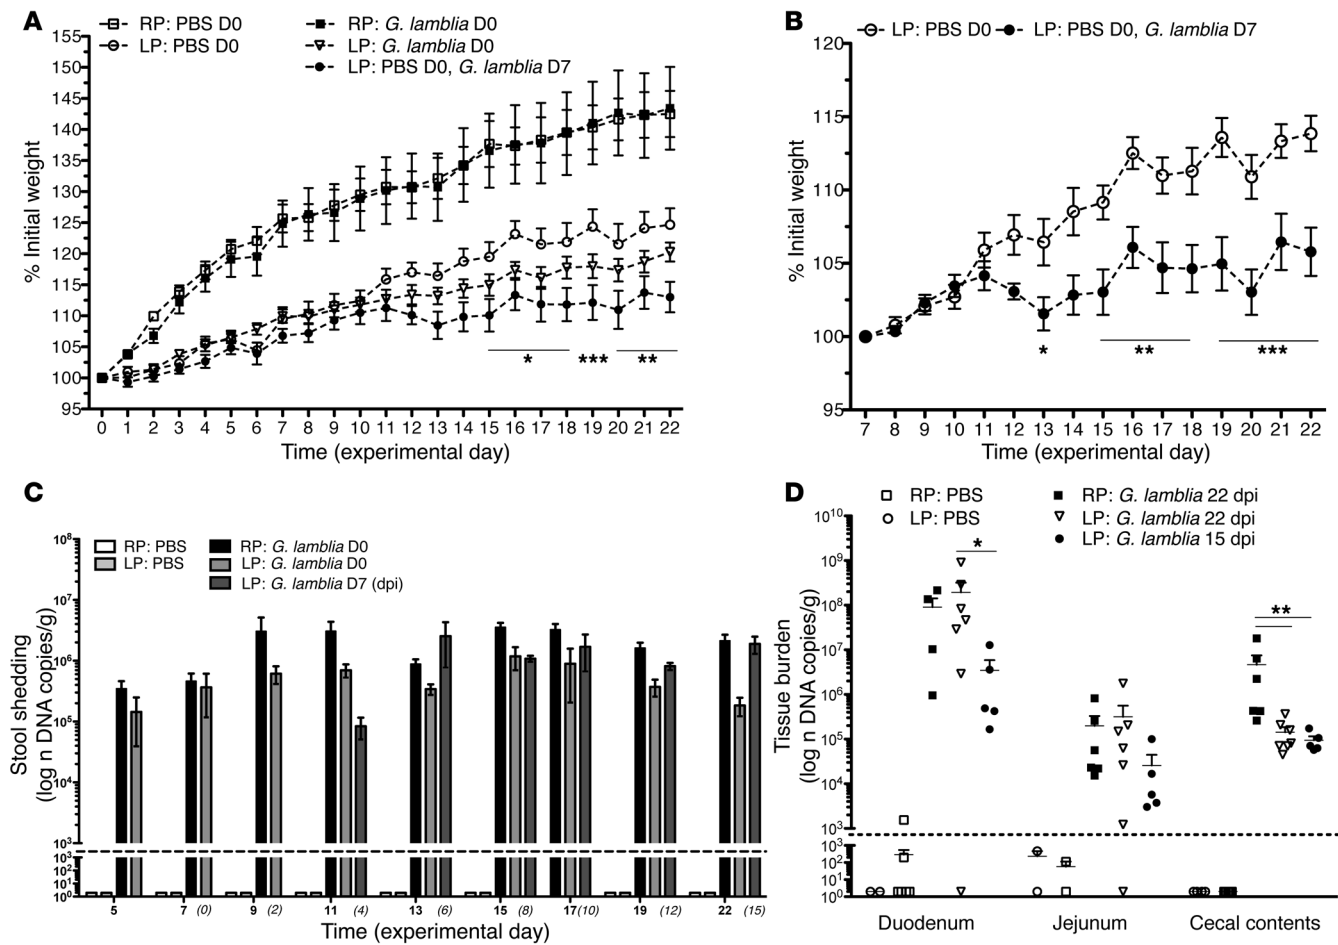 A
RP: PBS D0
LP: PBS D0
RP: G. lamblia D0
LP: G. lamblia D0
LP: PBS D0, G. lamblia D7
% Initial weight
155
150
145
140
135
130
125
120
115
110
105
100
95
* *** **
0 1 2 3 4 5 6 7 8 9 10 11 12 13 14 15 16 17 18 19 20 21 22
Time (experimental day)
B
LP: PBS D0 LP: PBS D0, G. lamblia D7
% Initial weight
120
115
110
105
100
95
* ** ***
7 8 9 10 11 12 13 14 15 16 17 18 19 20 21 22
Time (experimental day)
C
RP: PBS
LP: PBS
RP: G. lamblia D0
LP: G. lamblia D0
LP: G. lamblia D7 (dpi)
Stool shedding
(log n DNA copies/g)
10⁸
10⁷
10⁶
10⁵
10⁴
10³
10³
10²
10¹
10⁰
5 7 (0) 9 (2) 11 (4) 13 (6) 15 (8) 17 (10) 19 (12) 22 (15)
Time (experimental day)
D
RP: PBS
LP: PBS
RP: G. lamblia 22 dpi
LP: G. lamblia 22 dpi
LP: G. lamblia 15 dpi
Tissue burden
(log n DNA copies/g)
10¹⁰
10⁹
10⁸
10⁷
10⁶
10⁵
10⁴
10³
10³
10²
10¹
10⁰
* **
Duodenum Jejunum Cecal contents